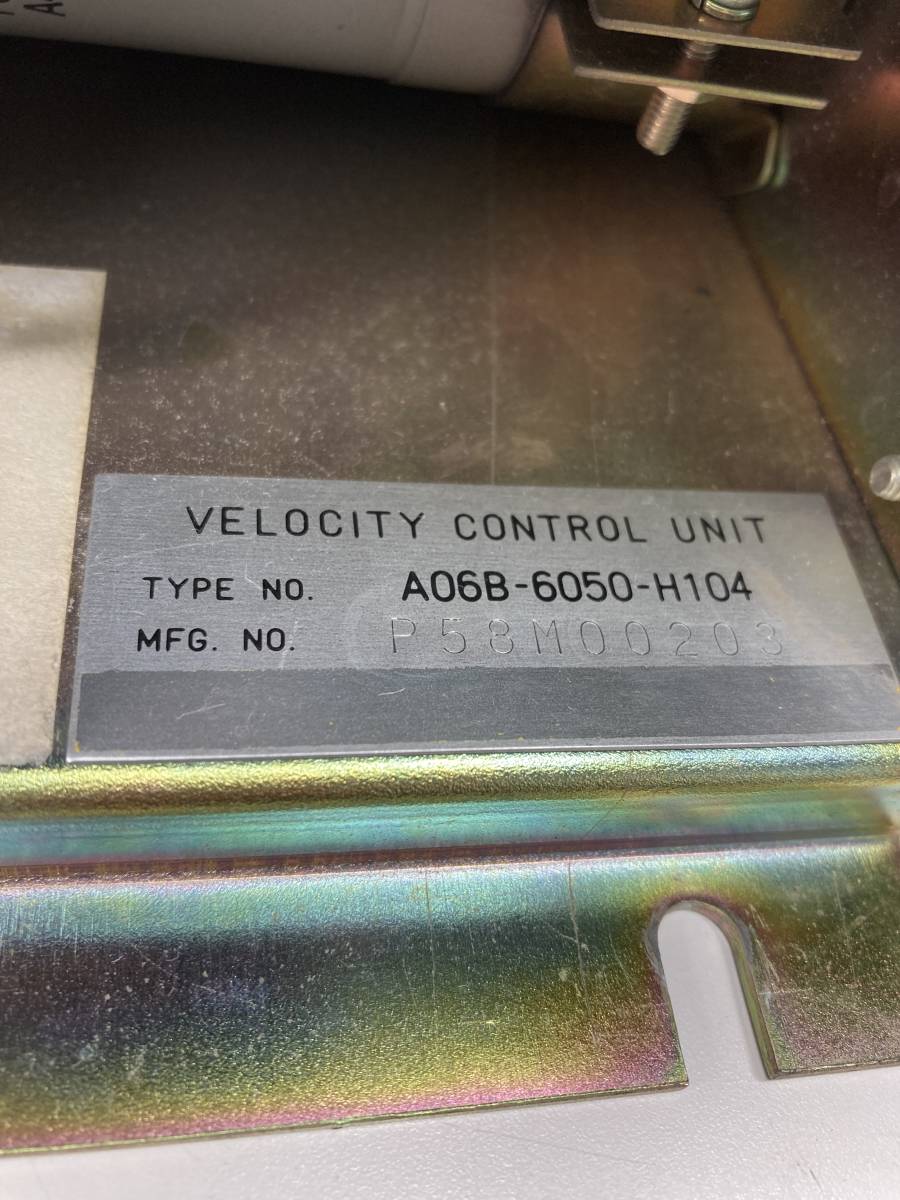 VELOCITY CONTROL UNIT
TYPE NO. A06B-6050-H104
MFG. NO. P58M00203